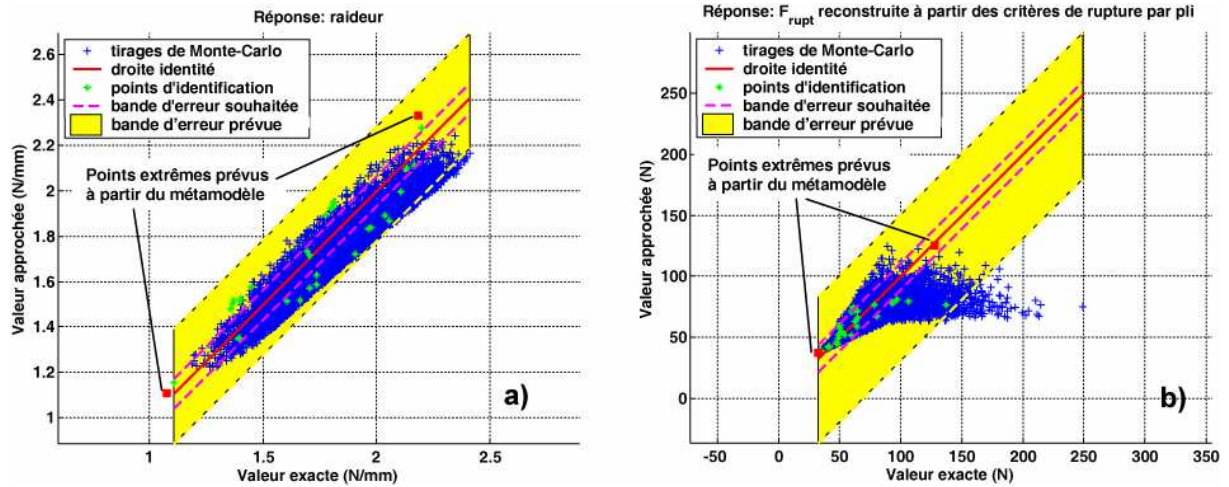 Réponse: raideur
2.6
2.4
2.2
2
1.8
1.6
1.4
1.2
1
Valeur approchée (N/mm)
tirages de Monte-Carlo
droite identité
points d'identification
bande d'erreur souhaitée
bande d'erreur prévue
Points extrêmes prévus
à partir du métamodèle
a)
1
1.5
2
2.5
Valeur exacte (N/mm)
Réponse: Frupt reconstruite à partir des critères de rupture par pli
250
200
150
100
50
0
Valeur approchée (N)
tirages de Monte-Carlo
droite identité
points d'identification
bande d'erreur souhaitée
bande d'erreur prévue
Points extrêmes prévus
à partir du métamodèle
b)
-50
0
50
100
150
200
250
300
350
Valeur exacte (N)